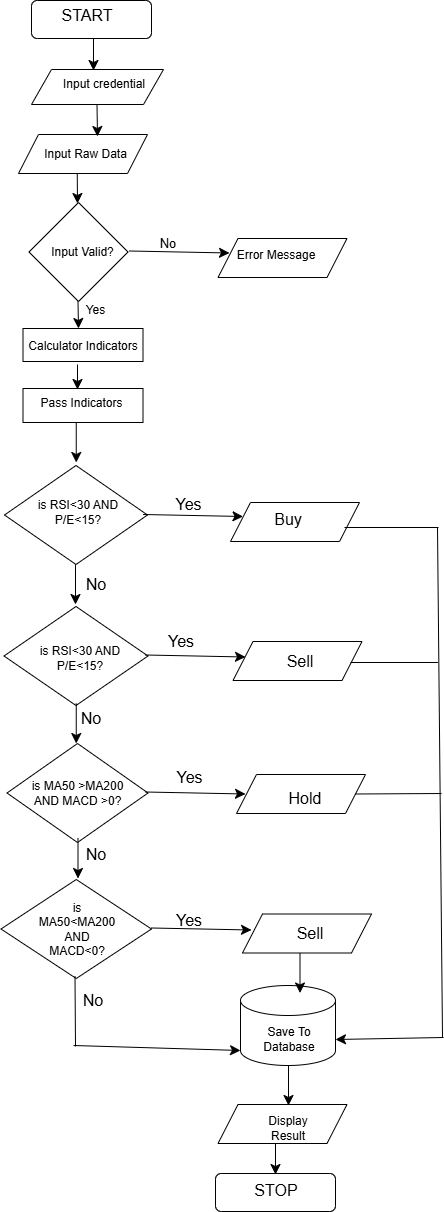 START
Input credential
Input Raw Data
Input Valid?
No
Error Message
Yes
Calculator Indicators
Pass Indicators
is RSI<30 AND
P/E<15?
Yes
Buy
No
is RSI<30 AND
P/E<15?
Yes
Sell
No
is MA50 >MA200
AND MACD >0?
Yes
Hold
No
is
MA50<MA200
AND
MACD<0?
Yes
Sell
No
Save To
Database
Display
Result
STOP